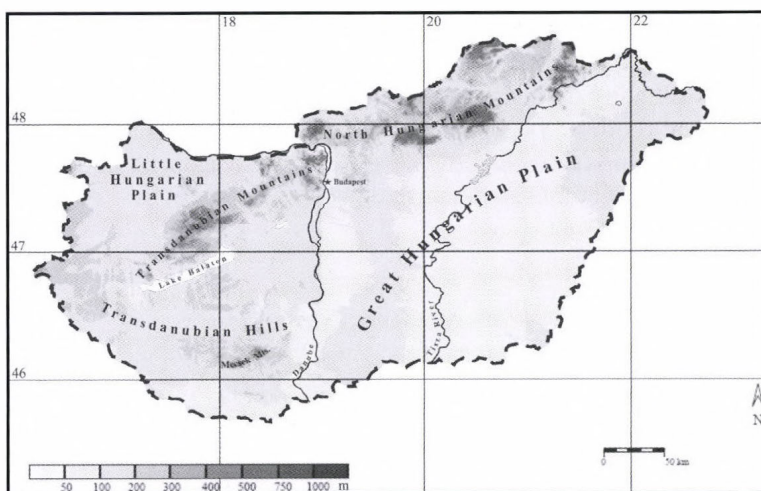 18 20 22
48
North Hungarian Mountains
Little
Hungarian
Plain
Budapest
Transdanubian Mountains
Great Hungarian Plain
47
Lake Balaton
Transdanubian Hills
Danube
Tisza River
46
N
50 100 200 300 400 500 750 1000 m
0 50 km